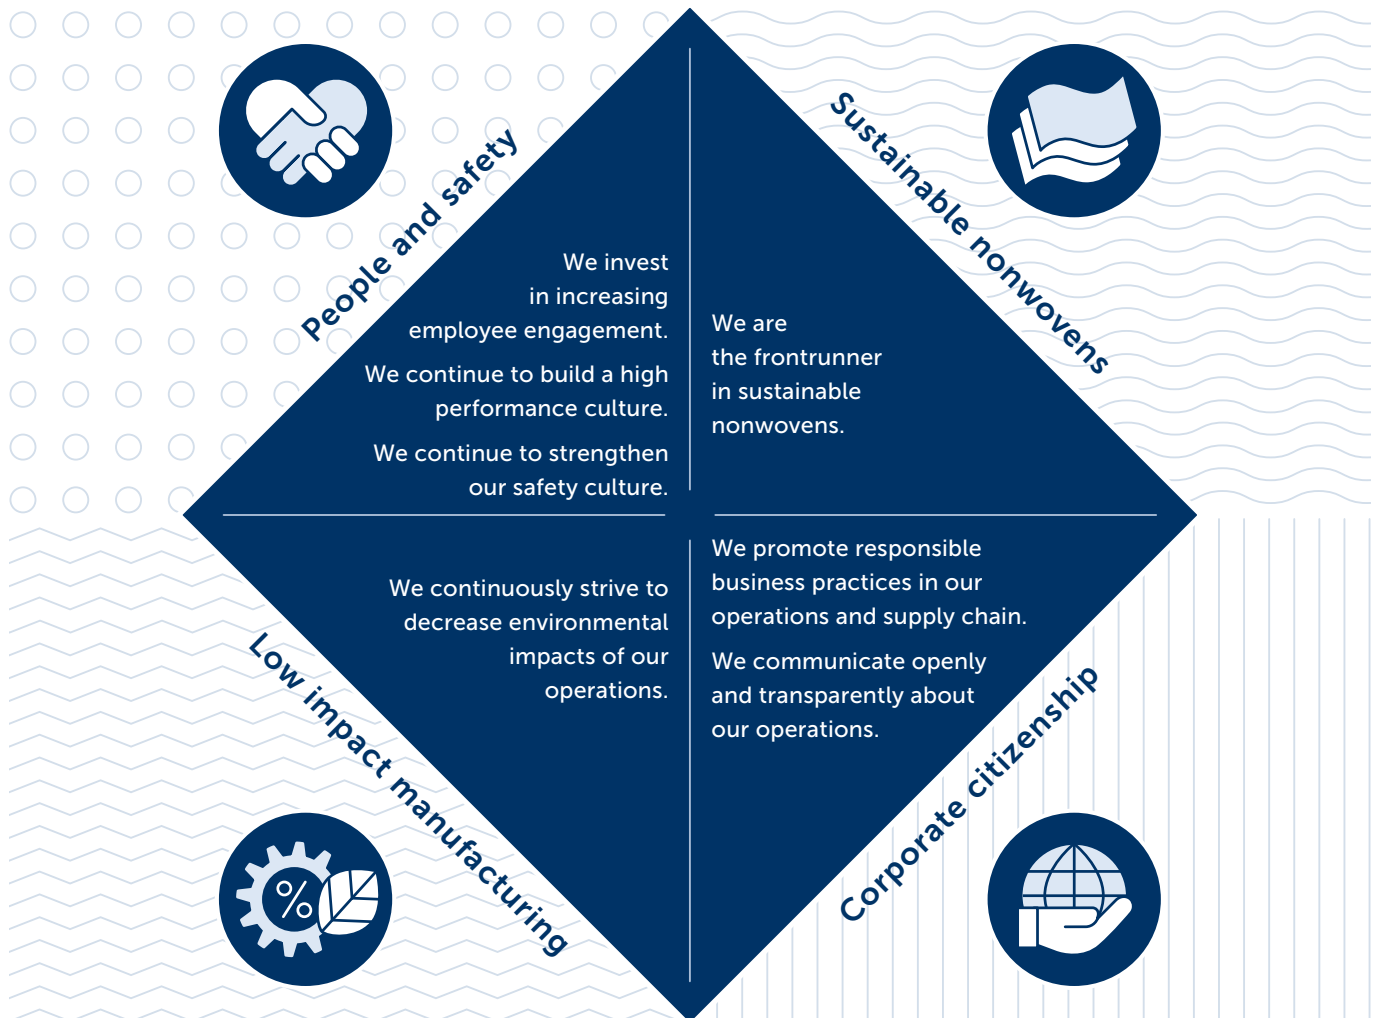 People and safety
We invest
in increasing
employee engagement.
We continue to build a high
performance culture.
We continue to strengthen
our safety culture.
Sustainable nonwovens
We are
the frontrunner
in sustainable
nonwovens.
Low impact manufacturing
We continuously strive to
decrease environmental
impacts of our
operations.
%
Corporate citizenship
We promote responsible
business practices in our
operations and supply chain.
We communicate openly
and transparently about
our operations.